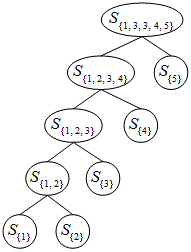 S{1, 3, 3, 4, 5}
S{1, 2, 3, 4} S{5}
S{1, 2, 3} S{4}
S{1, 2} S{3}
S{1} S{2}